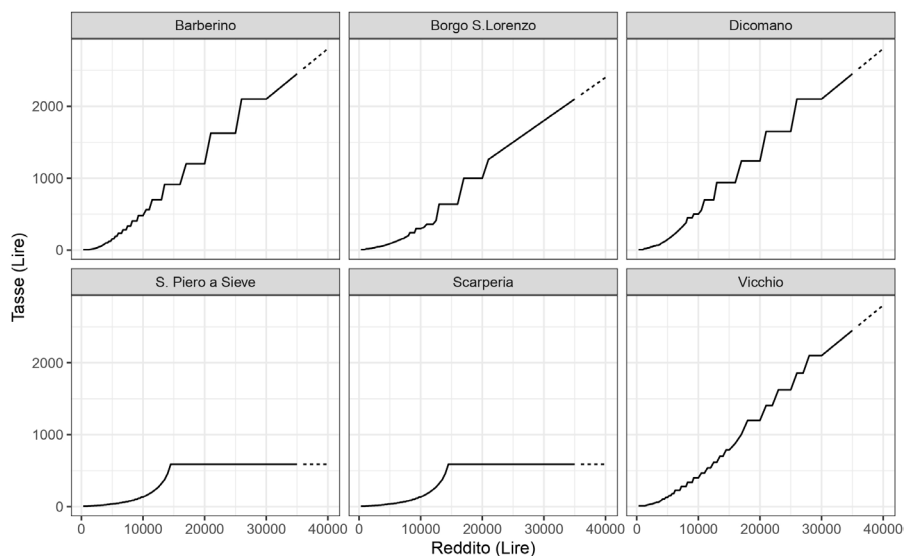 Barberino
Borgo S.Lorenzo
Dicomano
2000
1000
0
S. Piero a Sieve
Scarperia
Vicchio
2000
1000
0
0 10000 20000 30000 40000
0 10000 20000 30000 40000
0 10000 20000 30000 40000
Reddito (Lire)
Tasse (Lire)